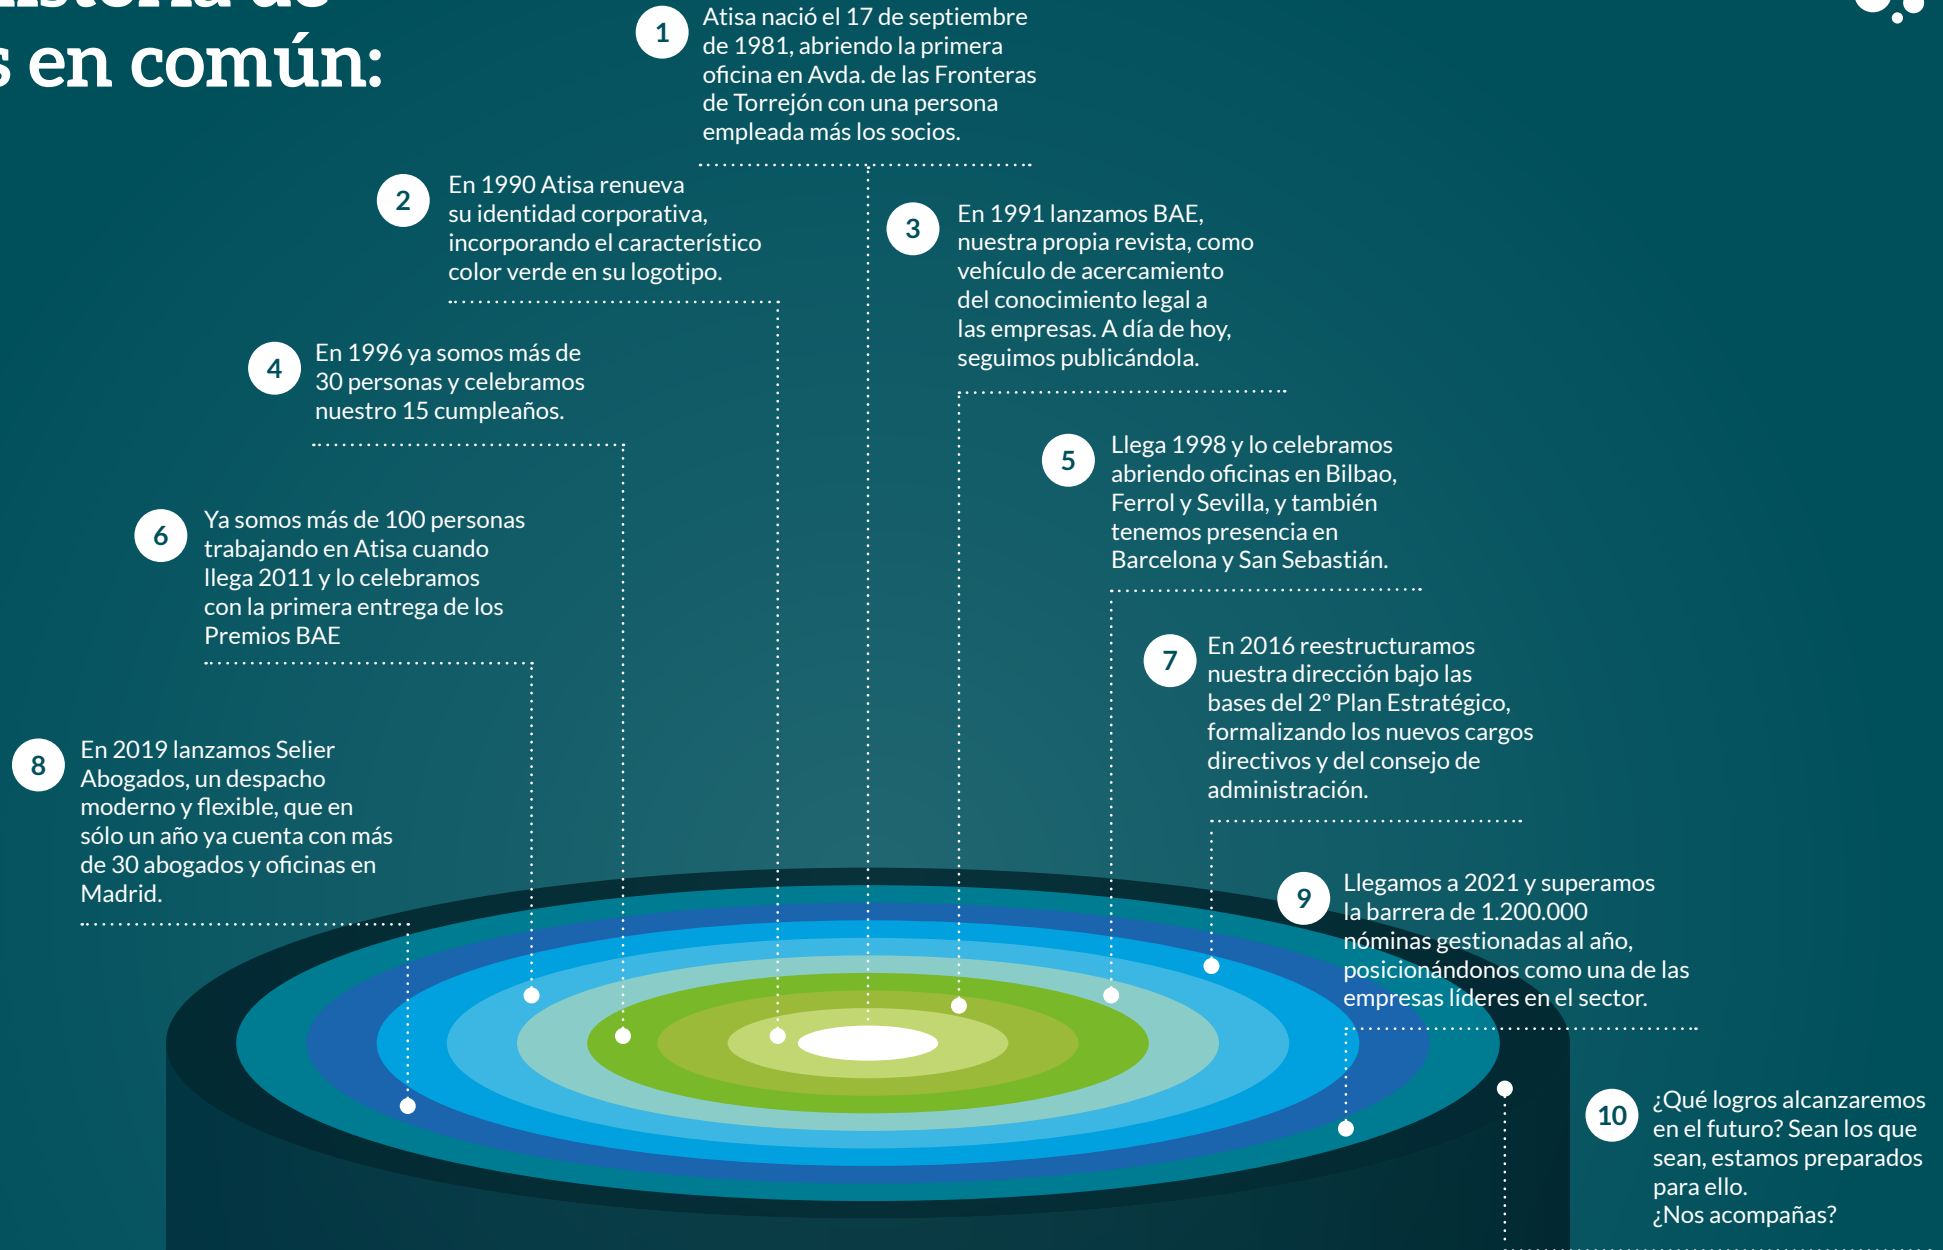 en común:
1
Atisa nació el 17 de septiembre
de 1981, abriendo la primera
oficina en Avda. de las Fronteras
de Torrejón con una persona
empleada más los socios.
2
En 1990 Atisa renueva
su identidad corporativa,
incorporando el característico
color verde en su logotipo.
3
En 1991 lanzamos BAE,
nuestra propia revista, como
vehículo de acercamiento
del conocimiento legal a
las empresas. A día de hoy,
seguimos publicándola.
4
En 1996 ya somos más de
30 personas y celebramos
nuestro 15 cumpleaños.
5
Llega 1998 y lo celebramos
abriendo oficinas en Bilbao,
Ferrol y Sevilla, y también
tenemos presencia en
Barcelona y San Sebastián.
6
Ya somos más de 100 personas
trabajando en Atisa cuando
llega 2011 y lo celebramos
con la primera entrega de los
Premios BAE
7
En 2016 reestructuramos
nuestra dirección bajo las
bases del 2º Plan Estratégico,
formalizando los nuevos cargos
directivos y del consejo de
administración.
8
En 2019 lanzamos Selier
Abogados, un despacho
moderno y flexible, que en
sólo un año ya cuenta con más
de 30 abogados y oficinas en
Madrid.
9
Llegamos a 2021 y superamos
la barrera de 1.200.000
nóminas gestionadas al año,
posicionándonos como una de las
empresas líderes en el sector.
10
¿Qué logros alcanzaremos
en el futuro? Sean los que
sean, estamos preparados
para ello.
¿Nos acompañas?